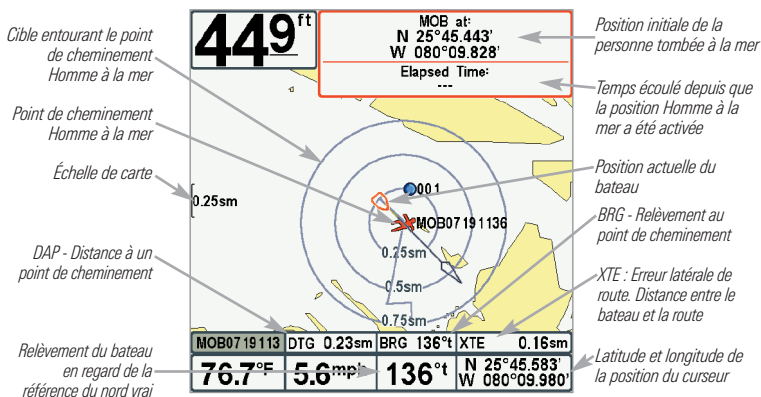 Cible entourant le point
de cheminement
Homme à la mer
Point de cheminement
Homme à la mer
Échelle de carte
DAP - Distance à un
point de cheminement
Relèvement du bateau
en regard de la
référence du nord vrai
449 ft
MOB at:
N 25°45.443'
W 080°09.828'
Elapsed Time:
---
001
0.25sm
MOB07191136
0.25sm
0.5sm
0.75sm
MOB0719113 DTG 0.23sm BRG 136°t XTE 0.16sm
76.7°F 5.6mph 136°t N 25°45.583'
W 080°09.980'
Position initiale de la
personne tombée à la mer
Temps écoulé depuis que
la position Homme à la
mer a été activée
Position actuelle du
bateau
BRG - Relèvement au
point de cheminement
XTE : Erreur latérale de
route. Distance entre le
bateau et la route
Latitude et longitude de
la position du curseur